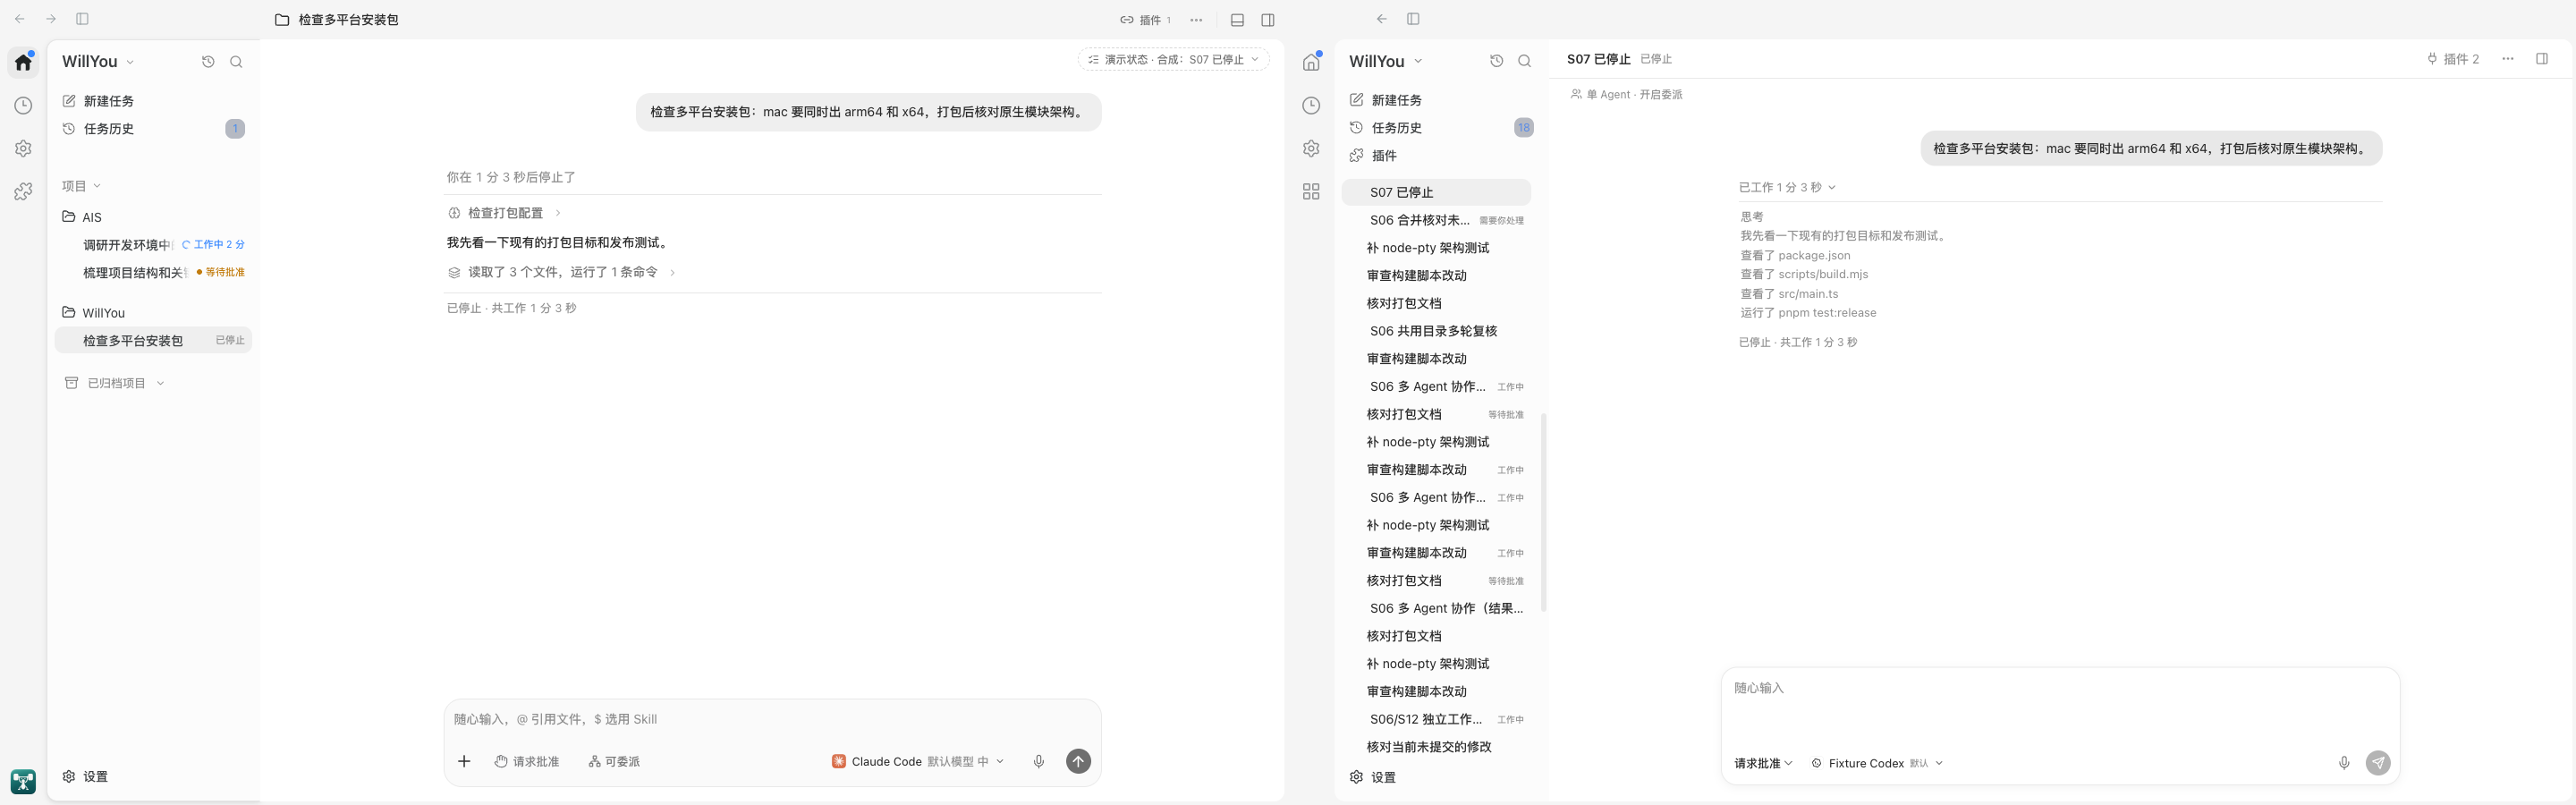 检查多平台安装包
插件 1
WillYou
新建任务
任务历史
1
项目
AIS
调研开发环境中
工作中 2 分
梳理项目结构和关
等待批准
WillYou
检查多平台安装包
已停止
已归档项目
设置
演示状态 · 合成：S07 已停止
检查多平台安装包：mac 要同时出 arm64 和 x64，打包后核对原生模块架构。
你在 1 分 3 秒后停止了
检查打包配置
我先看一下现有的打包目标和发布测试。
读取了 3 个文件，运行了 1 条命令
已停止 · 共工作 1 分 3 秒
随心输入，@ 引用文件，$ 选用 Skill
请求批准
可委派
Claude Code 默认模型 中
WillYou
新建任务
任务历史
18
插件
S07 已停止
S06 合并核对未... 需要你处理
补 node-pty 架构测试
审查构建脚本改动
核对打包文档
S06 共用目录多轮复核
审查构建脚本改动
S06 多 Agent 协作... 工作中
核对打包文档 等待批准
补 node-pty 架构测试
审查构建脚本改动 工作中
S06 多 Agent 协作... 工作中
补 node-pty 架构测试
审查构建脚本改动 工作中
核对打包文档 等待批准
S06 多 Agent 协作（结果...
核对打包文档
补 node-pty 架构测试
审查构建脚本改动
S06/S12 独立工作... 工作中
核对当前未提交的修改
设置
S07 已停止 已停止
插件 2
单 Agent · 开启委派
检查多平台安装包：mac 要同时出 arm64 和 x64，打包后核对原生模块架构。
已工作 1 分 3 秒
思考
我先看一下现有的打包目标和发布测试。
查看了 package.json
查看了 scripts/build.mjs
查看了 src/main.ts
运行了 pnpm test:release
已停止 · 共工作 1 分 3 秒
随心输入
请求批准
Fixture Codex 默认